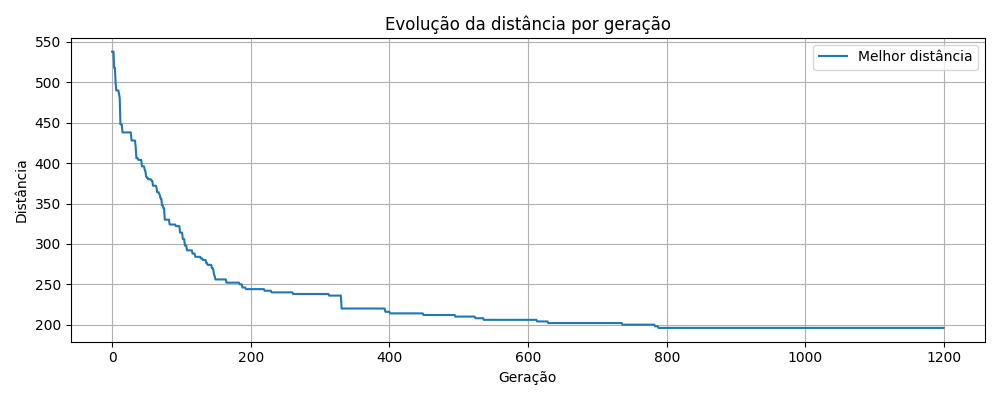 Evolução da distância por geração
Melhor distância
Distância
550
500
450
400
350
300
250
200
0 200 400 600 800 1000 1200
Geração